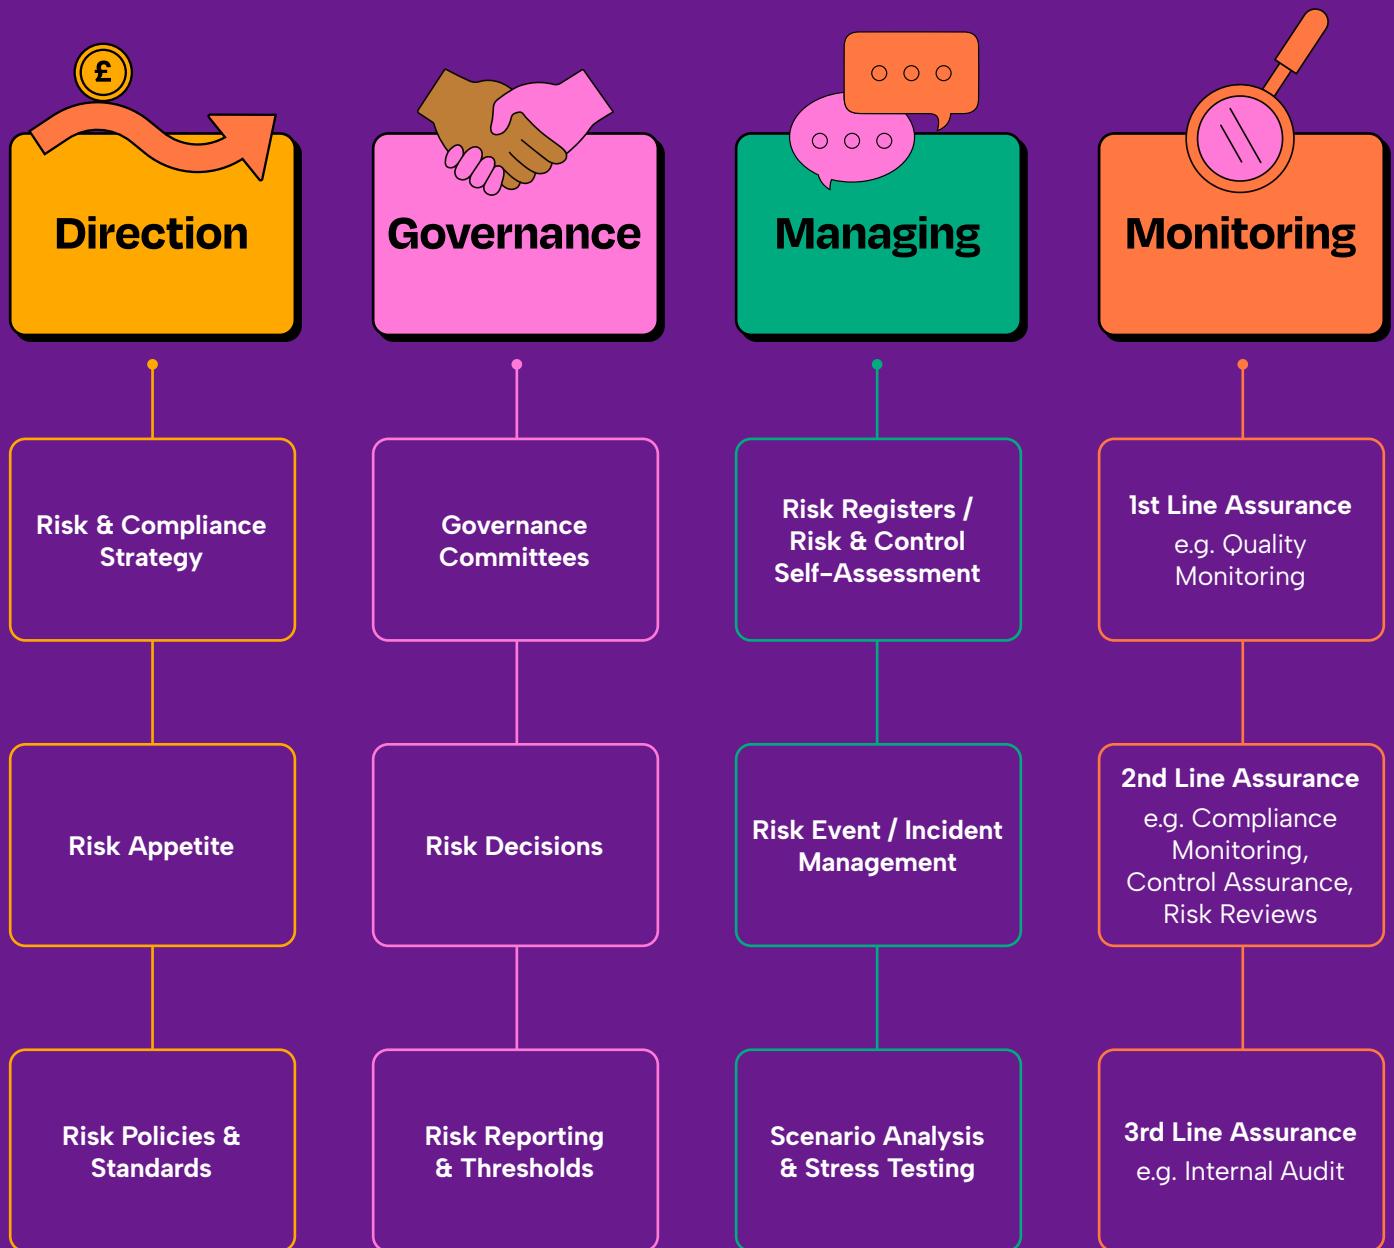 £
Direction
Governance
Managing
Monitoring
Risk & Compliance
Strategy
Governance
Committees
Risk Registers /
Risk & Control
Self-Assessment
1st Line Assurance
e.g. Quality
Monitoring
Risk Appetite
Risk Decisions
Risk Event / Incident
Management
2nd Line Assurance
e.g. Compliance
Monitoring,
Control Assurance,
Risk Reviews
Risk Policies &
Standards
Risk Reporting
& Thresholds
Scenario Analysis
& Stress Testing
3rd Line Assurance
e.g. Internal Audit